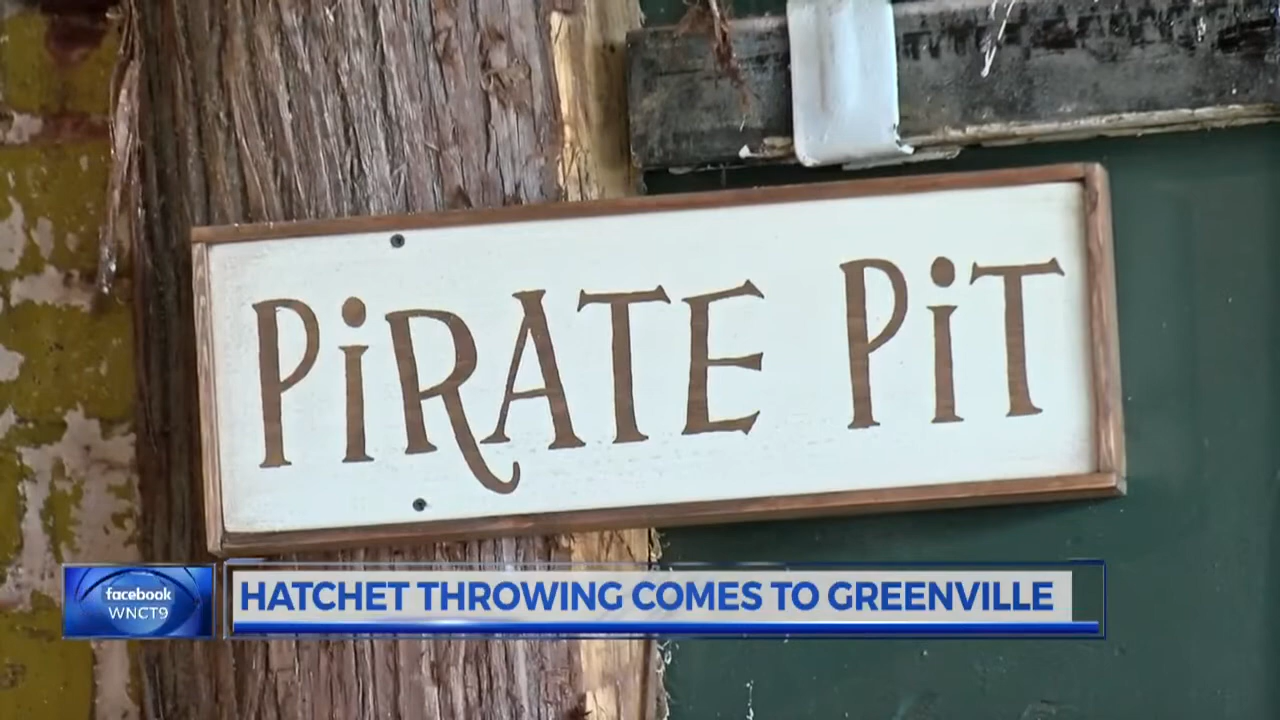 PiRATE PiT
facebook
WNCT9
HATCHET THROWING COMES TO GREENVILLE